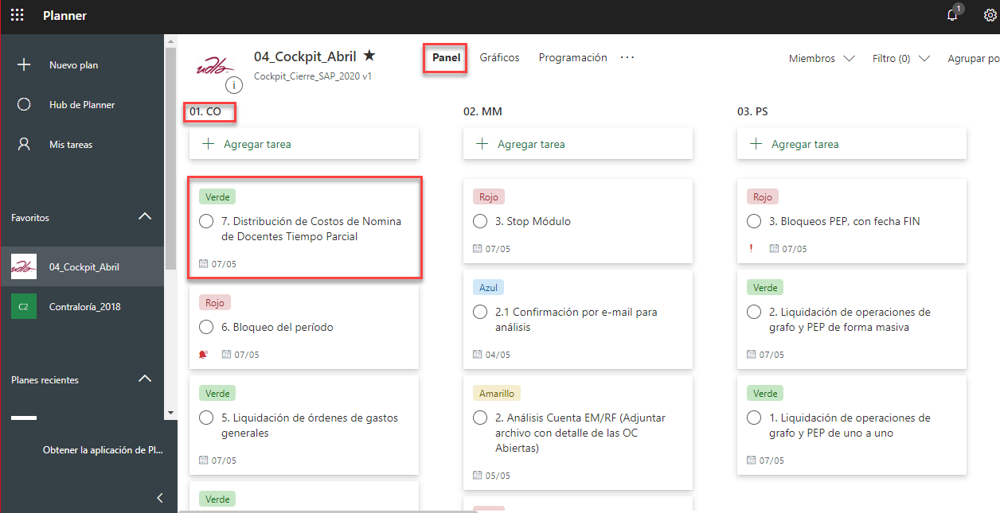 Planner
1
Nuevo plan
Hub de Planner
Mis tareas
Favoritos
udla
04_Cockpit_Abril
C2
Contraloría_2018
Planes recientes
Obtener la aplicación de Pl...
udla
04_Cockpit_Abril
Cockpit_Cierre_SAP_2020 v1
Panel
Gráficos
Programación
...
Miembros
Filtro (0)
Agrupar po
01. CO
Agregar tarea
Verde
7. Distribución de Costos de Nomina
de Docentes Tiempo Parcial
07/05
Rojo
6. Bloqueo del período
07/05
Verde
5. Liquidación de órdenes de gastos
generales
07/05
Verde
02. MM
Agregar tarea
Rojo
3. Stop Módulo
07/05
Azul
2.1 Confirmación por e-mail para
análisis
04/05
Amarillo
2. Análisis Cuenta EM/RF (Adjuntar
archivo con detalle de las OC
Abiertas)
05/05
03. PS
Agregar tarea
Rojo
3. Bloqueos PEP, con fecha FIN
! 07/05
Verde
2. Liquidación de operaciones de
grafo y PEP de forma masiva
07/05
Verde
1. Liquidación de operaciones de
grafo y PEP de uno a uno
07/05